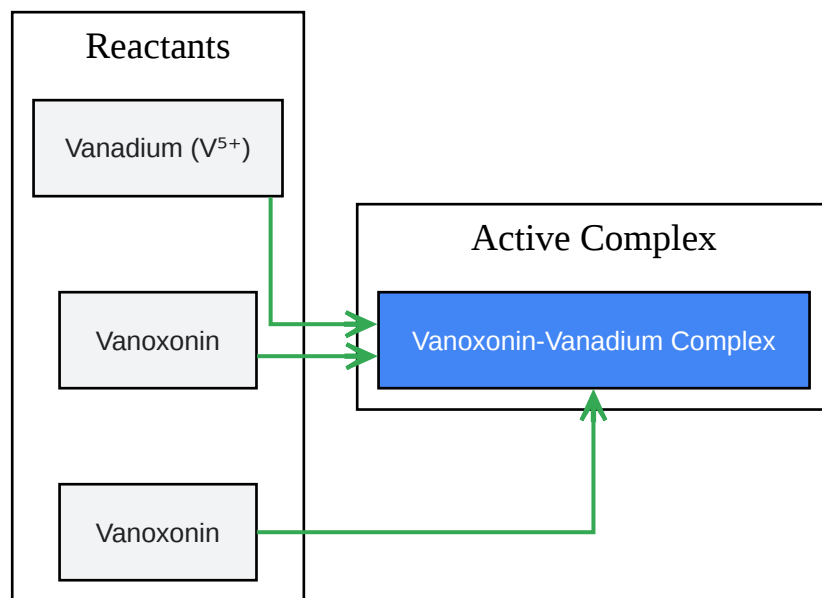 Reactants
Vanadium (V⁵⁺)
Active Complex
Vanoxonin
Vanoxonin-Vanadium Complex
Vanoxonin